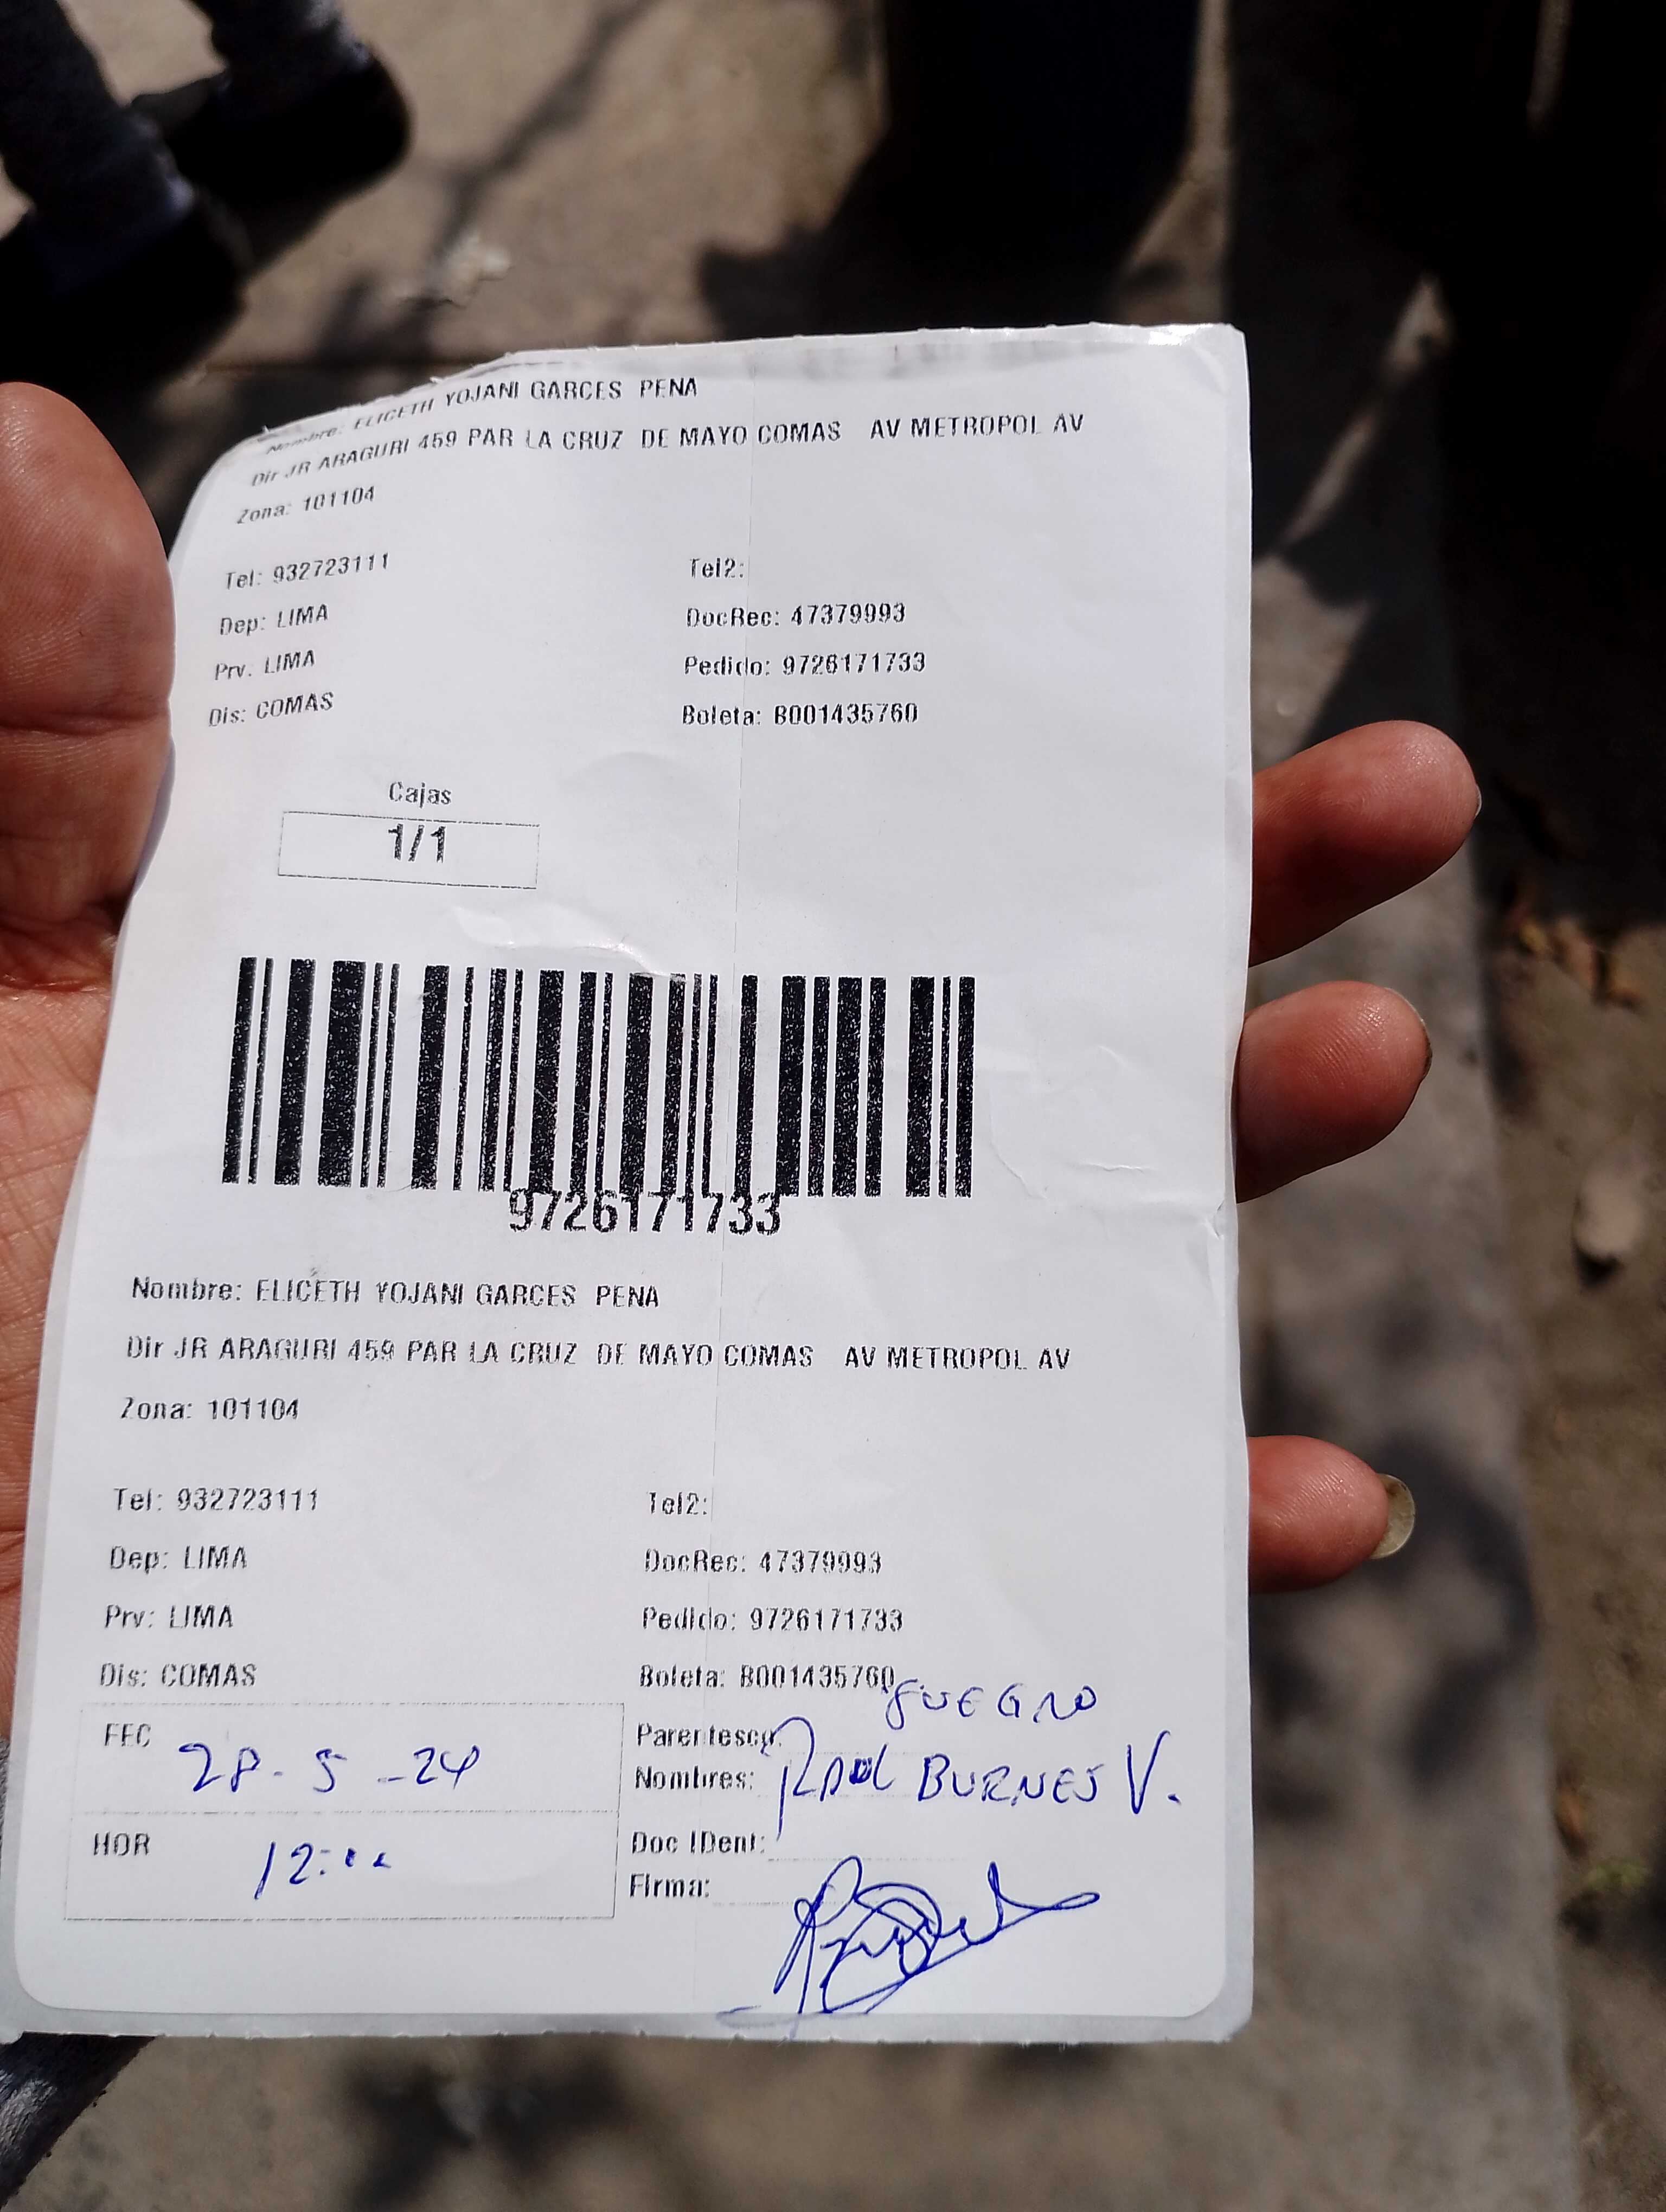 Nombre: ELICETH YOJANI GARCES PENA
Dir JR ARAGURI 459 PAR LA CRUZ DE MAYO COMAS AV METROPOL AV
Zona: 101104
Tel: 932723111 Tel2:
Dep: LIMA DocRec: 47379993
Prv. LIMA Pedido: 9726171733
Dis: COMAS Boleta: B001435760
Cajas
1/1
9726171733
Nombre: ELICETH YOJANI GARCES PENA
Dir JR ARAGURI 459 PAR LA CRUZ DE MAYO COMAS AV METROPOL AV
Zona: 101104
Tel: 932723111 Tel2:
Dep: LIMA DocRec: 47379993
Prv: LIMA Pedido: 9726171733
Dis: COMAS Boleta: B001435760
FEC 28-5-24 Parentesco: SUEGRO
Nombres: RAUL BURNES V.
HOR 12:00 Doc IDent:
Firma: